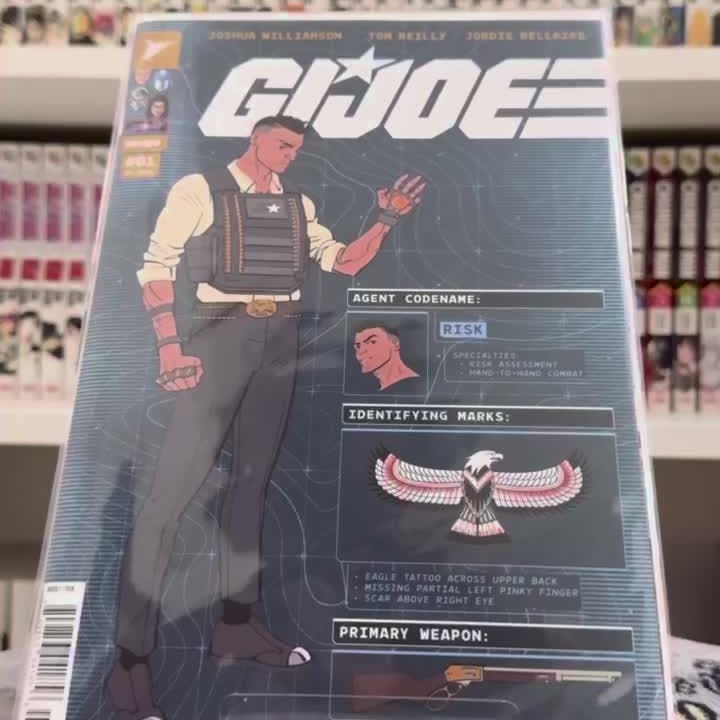 JOSHUA WILLIAMSON TOM REILLY JORDIE BELLAIRE
GI JOE
#01
AGENT CODENAME:
RISK
SPECIALTIES:
- RISK ASSESSMENT
- HAND-TO-HAND COMBAT
IDENTIFYING MARKS:
- EAGLE TATTOO ACROSS UPPER BACK
- MISSING PARTIAL LEFT PINKY FINGER
- SCAR ABOVE RIGHT EYE
PRIMARY WEAPON: